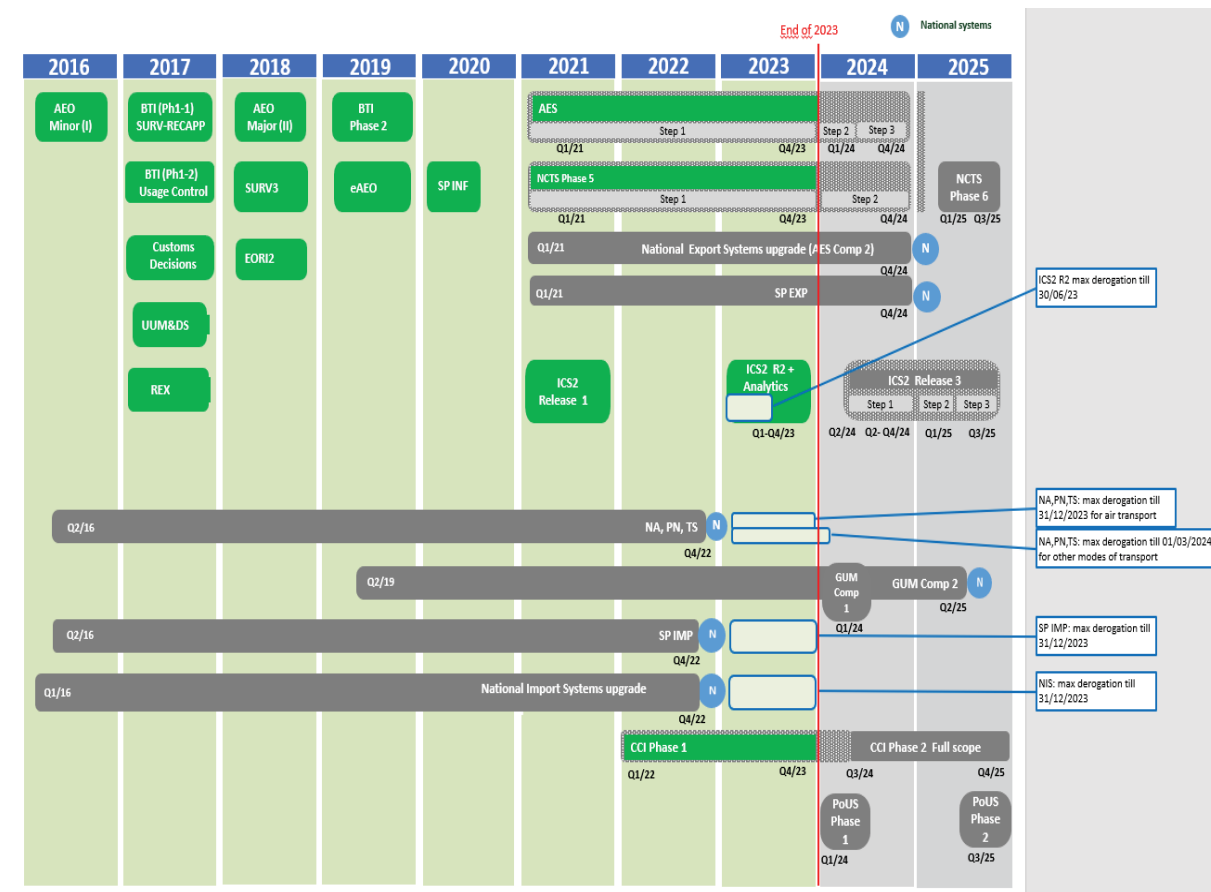 End of 2023
N
National systems
2016
2017
2018
2019
2020
2021
2022
2023
2024
2025
AEO
Minor (I)
BTI (Ph1-1)
SURV-RECAPP
AEO
Major (II)
BTI
Phase 2
AES
Step 1
Step 2
Step 3
Q1/21
Q4/23
Q1/24
Q4/24
BTI (Ph1-2)
Usage Control
SURV3
eAEO
SP INF
NCTS Phase 5
Step 1
Step 2
Q1/21
Q4/23
Q4/24
NCTS
Phase 6
Q1/25 Q3/25
Customs
Decisions
EORI2
Q1/21
National Export Systems upgrade (AES Comp 2)
N
Q4/24
Q1/21
SP EXP
N
Q4/24
ICS2 R2 max derogation till
30/06/23
UUM&DS
REX
ICS2
Release 1
ICS2 R2 +
Analytics
Q1-Q4/23
ICS2 Release 3
Step 1
Step 2
Step 3
Q2/24
Q2- Q4/24
Q1/25
Q3/25
Q2/16
NA, PN, TS
N
Q4/22
NA,PN,TS: max derogation till
31/12/2023 for air transport
NA,PN,TS: max derogation till 01/03/2024
for other modes of transport
Q2/19
GUM
Comp
1
Q1/24
GUM Comp 2
N
Q2/25
Q2/16
SP IMP
N
Q4/22
SP IMP: max derogation till
31/12/2023
Q1/16
National Import Systems upgrade
N
Q4/22
NIS: max derogation till
31/12/2023
CCI Phase 1
Q1/22
Q4/23
CCI Phase 2 Full scope
Q3/24
Q4/25
PoUS
Phase
1
Q1/24
PoUS
Phase
2
Q3/25